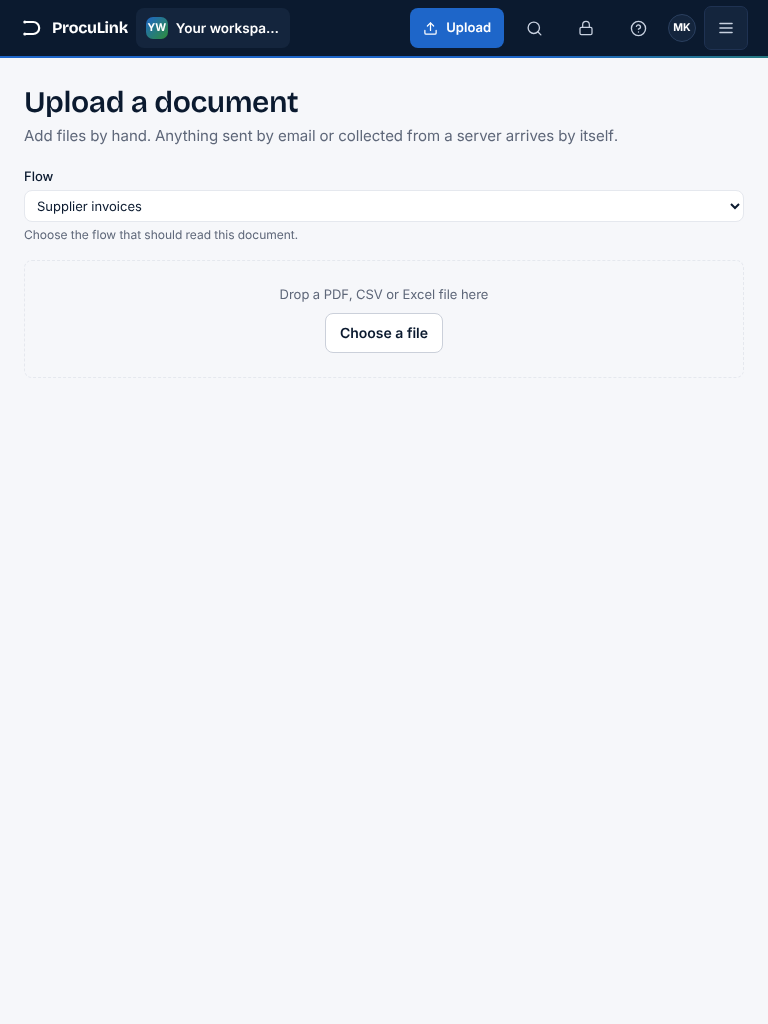 ProcuLink
YW
Your workspa...
Upload
MK
Upload a document
Add files by hand. Anything sent by email or collected from a server arrives by itself.
Flow
Supplier invoices
Choose the flow that should read this document.
Drop a PDF, CSV or Excel file here
Choose a file